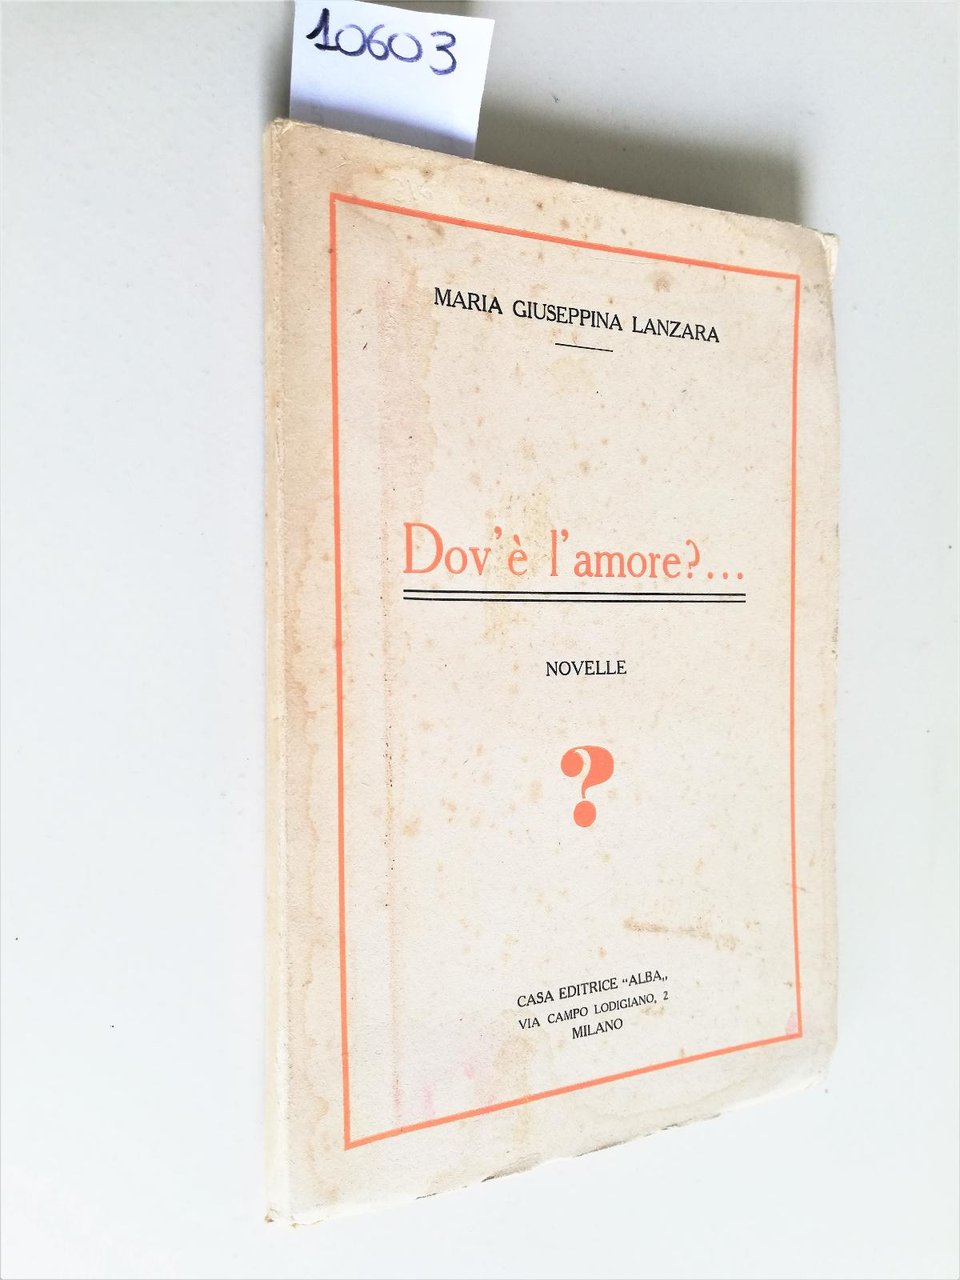 10603
MARIA GIUSEPPINA LANZARA
Dov'è l'amore?...
NOVELLE
?
CASA EDITRICE “ALBA„
VIA CAMPO LODIGIANO, 2
MILANO